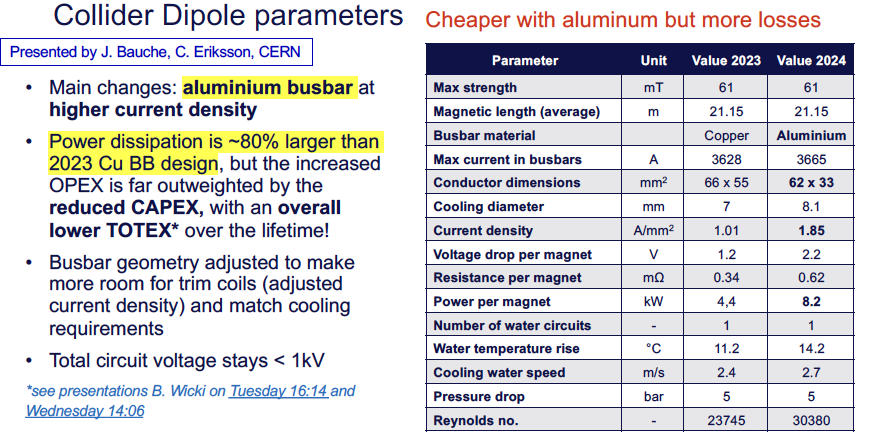 Collider Dipole parameters
Cheaper with aluminum but more losses
Presented by J. Bauche, C. Eriksson, CERN
• Main changes: aluminium busbar at
higher current density
• Power dissipation is ~80% larger than
2023 Cu BB design, but the increased
OPEX is far outweighted by the
reduced CAPEX, with an overall
lower TOTEX* over the lifetime!
• Busbar geometry adjusted to make
more room for trim coils (adjusted
current density) and match cooling
requirements
• Total circuit voltage stays < 1kV
*see presentations B. Wicki on Tuesday 16:14 and
Wednesday 14:06
Parameter Unit Value 2023 Value 2024
Max strength mT 61 61
Magnetic length (average) m 21.15 21.15
Busbar material Copper Aluminium
Max current in busbars A 3628 3665
Conductor dimensions mm² 66 x 55 62 x 33
Cooling diameter mm 7 8.1
Current density A/mm² 1.01 1.85
Voltage drop per magnet V 1.2 2.2
Resistance per magnet mΩ 0.34 0.62
Power per magnet kW 4,4 8.2
Number of water circuits - 1 1
Water temperature rise °C 11.2 14.2
Cooling water speed m/s 2.4 2.7
Pressure drop bar 5 5
Reynolds no. - 23745 30380